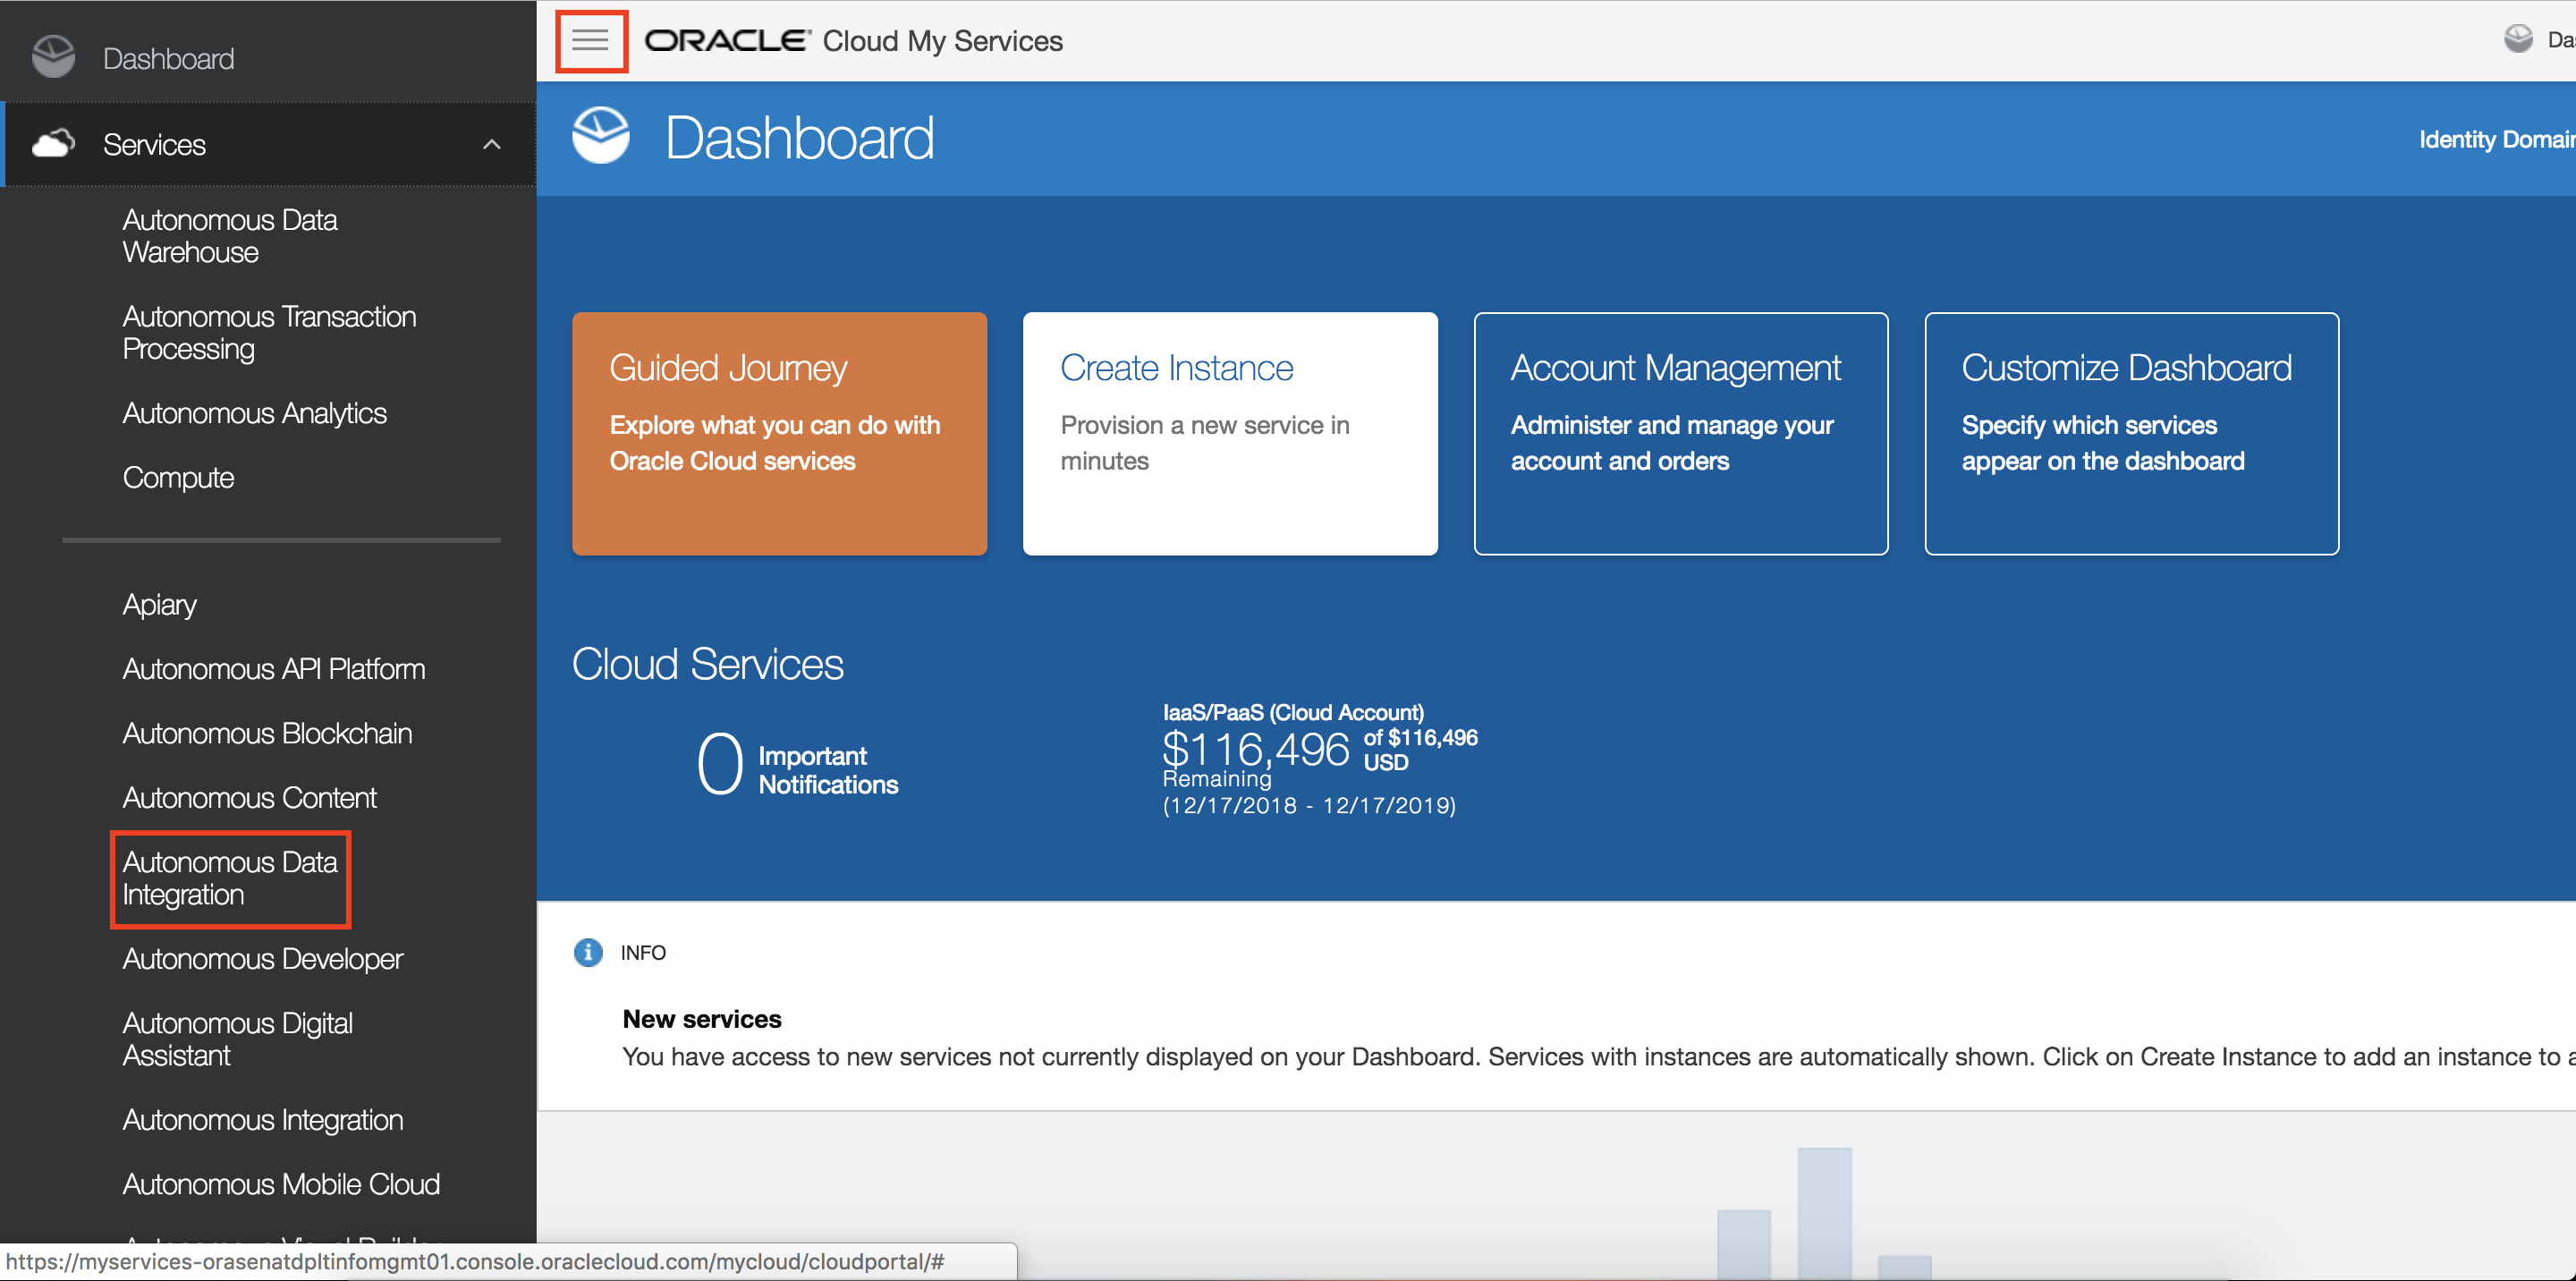 Dashboard
Services
Autonomous Data
Warehouse
Autonomous Transaction
Processing
Autonomous Analytics
Compute
Apiary
Autonomous API Platform
Autonomous Blockchain
Autonomous Content
Autonomous Data
Integration
Autonomous Developer
Autonomous Digital
Assistant
Autonomous Integration
Autonomous Mobile Cloud
https://myservices-orasenatdpltinfomgmt01.console.oraclecloud.com/mycloud/cloudportal/#
ORACLE Cloud My Services
Da
Dashboard
Identity Domain
Guided Journey
Explore what you can do with
Oracle Cloud services
Create Instance
Provision a new service in
minutes
Account Management
Administer and manage your
account and orders
Customize Dashboard
Specify which services
appear on the dashboard
Cloud Services
0 Important
Notifications
IaaS/PaaS (Cloud Account)
$116,496 of $116,496
USD
Remaining
(12/17/2018 - 12/17/2019)
INFO
New services
You have access to new services not currently displayed on your Dashboard. Services with instances are automatically shown. Click on Create Instance to add an instance to a